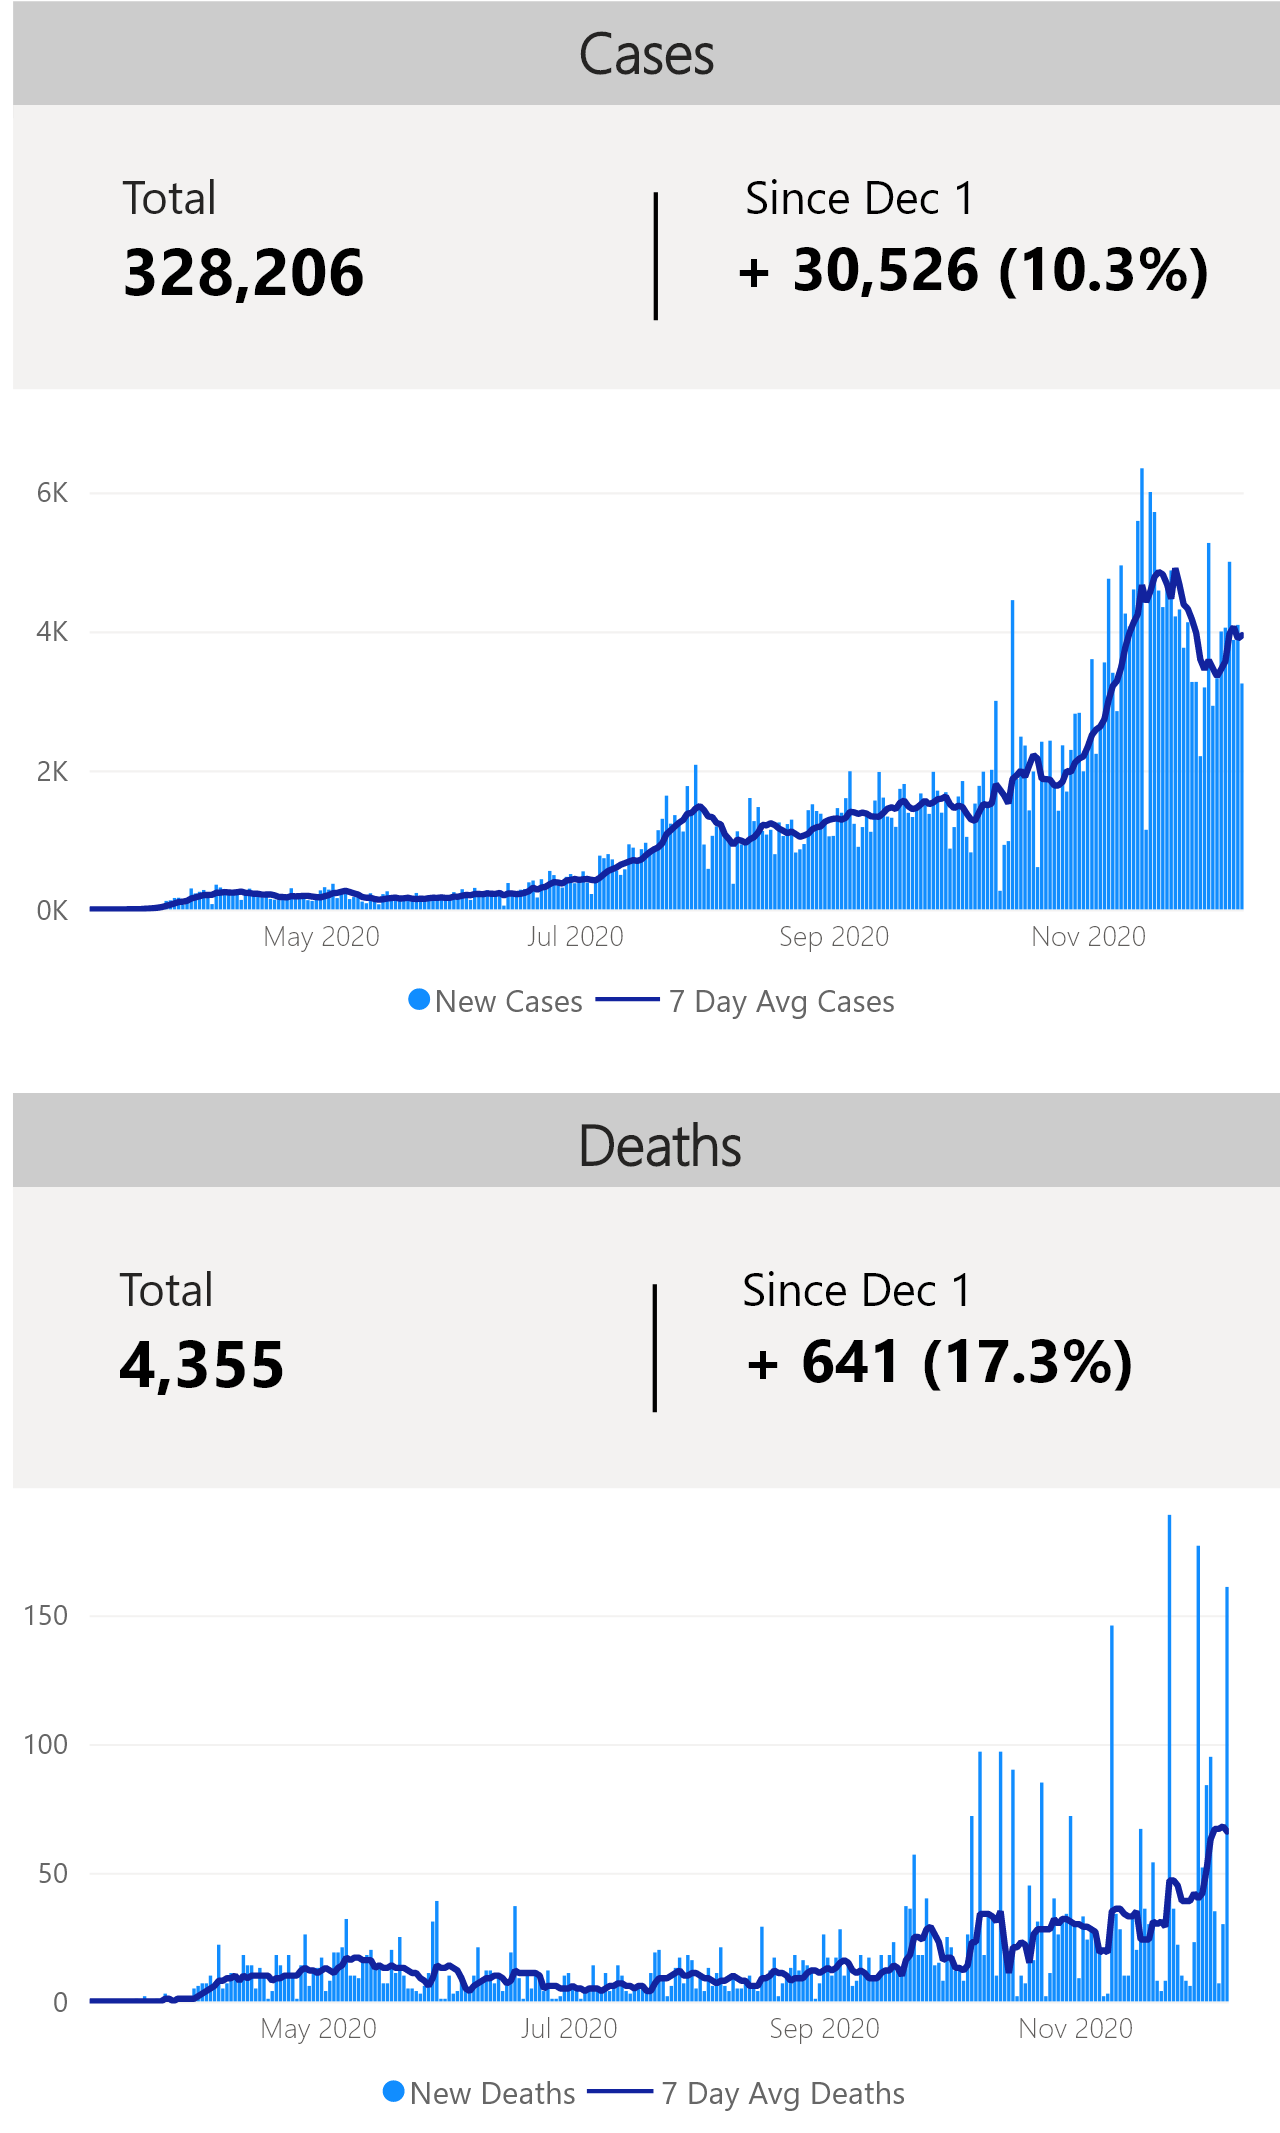 Cases
Total
Since Dec 1
328,206
+ 30,526 (10.3%)
6K
4K
2K
0K
May 2020
Jul 2020
Sep 2020
Nov 2020
New Cases
7 Day Avg Cases
Deaths
Total
Since Dec 1
4,355
+ 641 (17.3%)
150
100
50
0
May 2020
Jul 2020
Sep 2020
Nov 2020
New Deaths
7 Day Avg Deaths